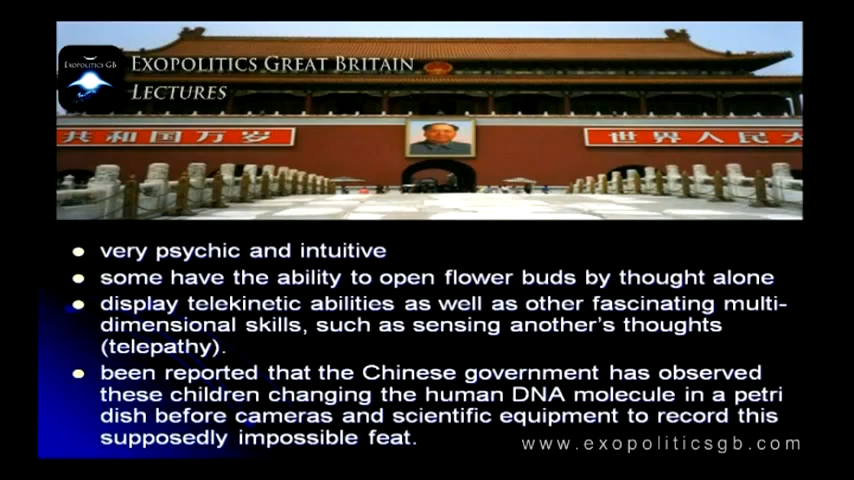 EXOPOLITICS GB
EXOPOLITICS GREAT BRITAIN
LECTURES
共和国万岁
世界人民大
very psychic and intuitive
some have the ability to open flower buds by thought alone
display telekinetic abilities as well as other fascinating multi-
dimensional skills, such as sensing another's thoughts
(telepathy).
been reported that the Chinese government has observed
these children changing the human DNA molecule in a petri
dish before cameras and scientific equipment to record this
supposedly impossible feat.
www.exopoliticsgb.com